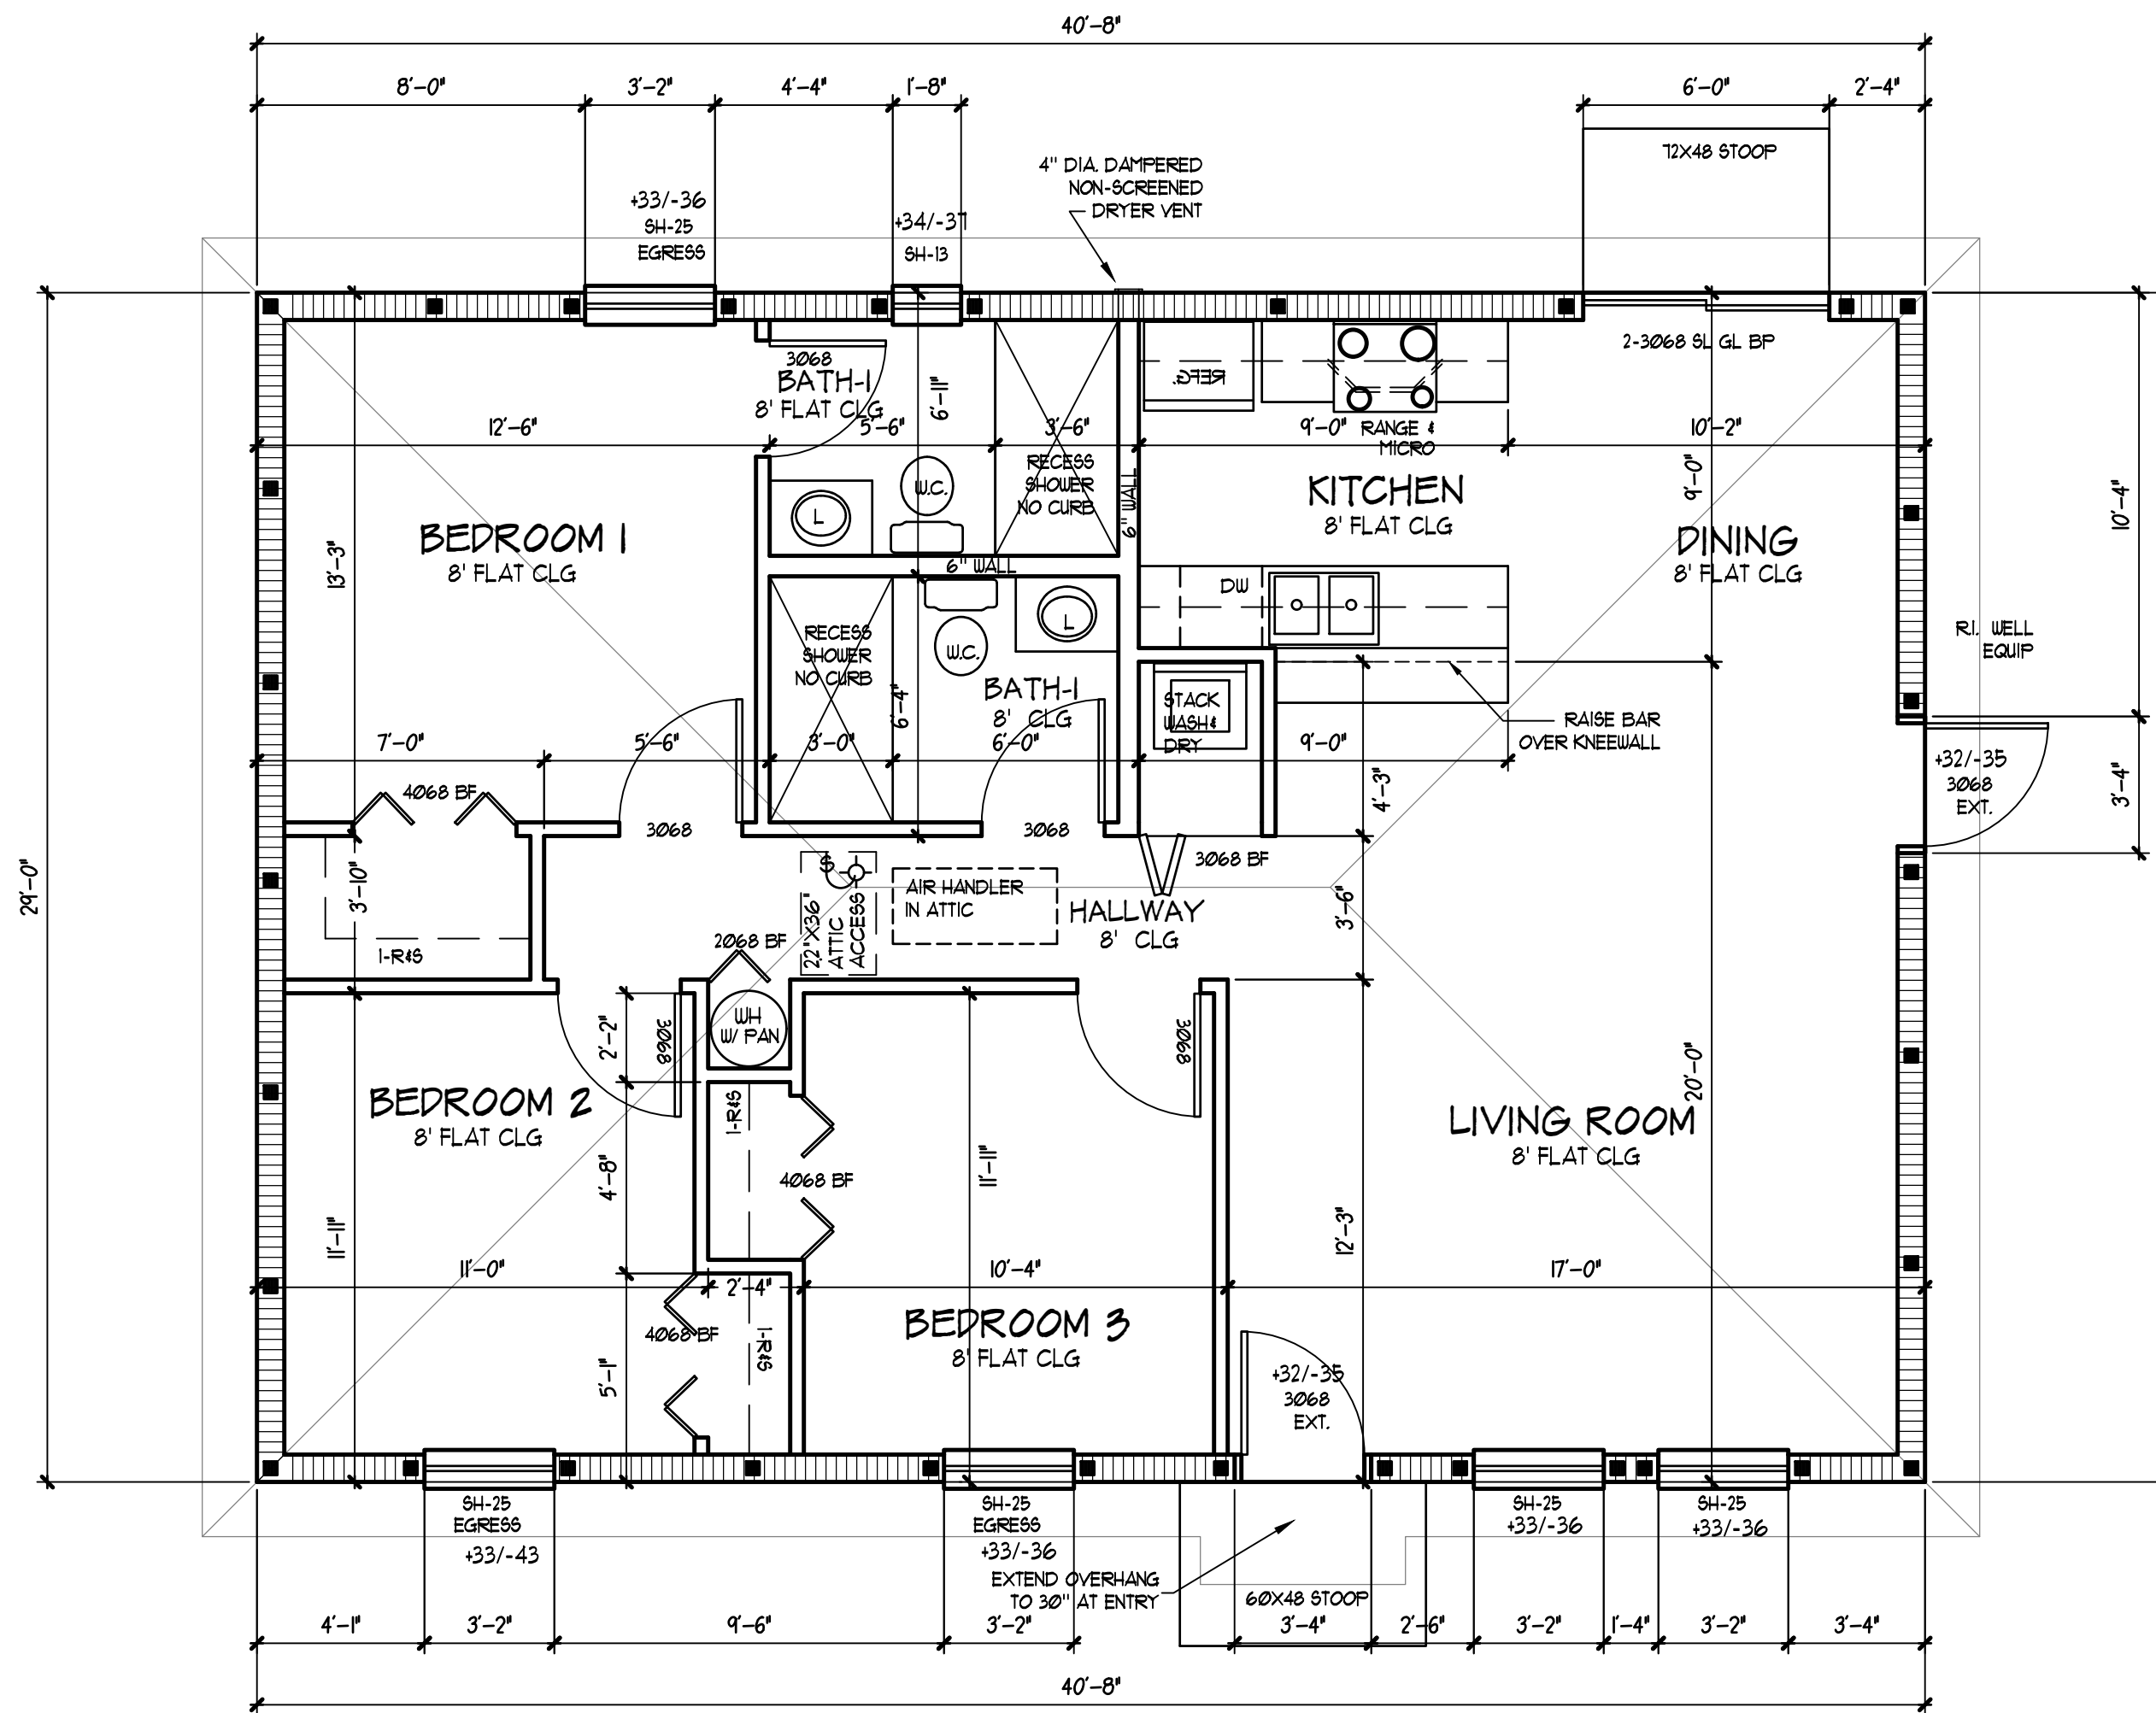 40'-8"
8'-0" 3'-2" 4'-4" 1'-8" 6'-0" 2'-4"
72X48 STOOP
4" DIA. DAMPERED
NON-SCREENED
DRYER VENT
+33/-36
SH-25
EGRESS
+34/-37
SH-13
3068
BATH-1
8' FLAT CLG
6'-11"
REFG.
2-3068 SL GL BP
12'-6" 5'-6" 3'-6" 9'-0" 10'-2"
RANGE &
MICRO
RECESS
SHOWER
NO CURB
6" WALL
W.C.
L
KITCHEN
8' FLAT CLG
9'-0"
10'-4"
BEDROOM 1
8' FLAT CLG
13'-3"
DINING
8' FLAT CLG
6" WALL
DW
RECESS
SHOWER
NO CURB
W.C.
L
R.I. WELL
EQUIP
BATH-1
8' CLG
6'-4"
STACK
WASH&
DRY
RAISE BAR
OVER KNEEWALL
7'-0" 5'-6" 3'-0" 6'-0" 9'-0"
4'-3"
+32/-35
3068
EXT.
3'-4"
4068 BF
3068
3068
3068 BF
29'-0"
3'-10"
S
22"X36"
ATTIC
ACCESS
AIR HANDLER
IN ATTIC
HALLWAY
8' CLG
3'-6"
1-R&S
2068 BF
WH
W/ PAN
2'-2"
3068
3068
BEDROOM 2
8' FLAT CLG
1-R&S
20'-0"
LIVING ROOM
8' FLAT CLG
4'-8"
4068 BF
11'-11"
11'-11"
12'-3"
11'-0" 2'-4" 10'-4" 17'-0"
4068 BF
1-R&S
5'-1"
BEDROOM 3
8' FLAT CLG
+32/-35
3068
EXT.
SH-25
EGRESS
+33/-43
SH-25
EGRESS
+33/-36
SH-25
+33/-36
SH-25
+33/-36
EXTEND OVERHANG
TO 30" AT ENTRY
60X48 STOOP
4'-1" 3'-2" 9'-6" 3'-2" 3'-4" 2'-6" 3'-2" 1'-4" 3'-2" 3'-4"
40'-8"